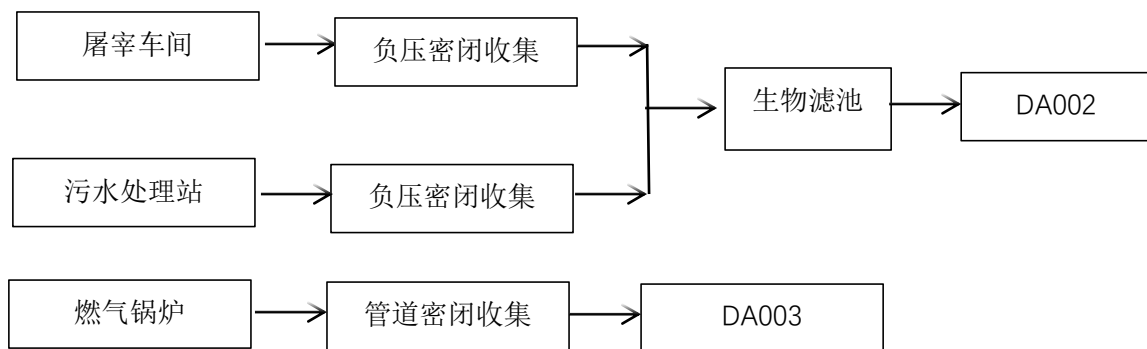 屠宰车间
负压密闭收集
生物滤池
DA002
污水处理站
负压密闭收集
燃气锅炉
管道密闭收集
DA003